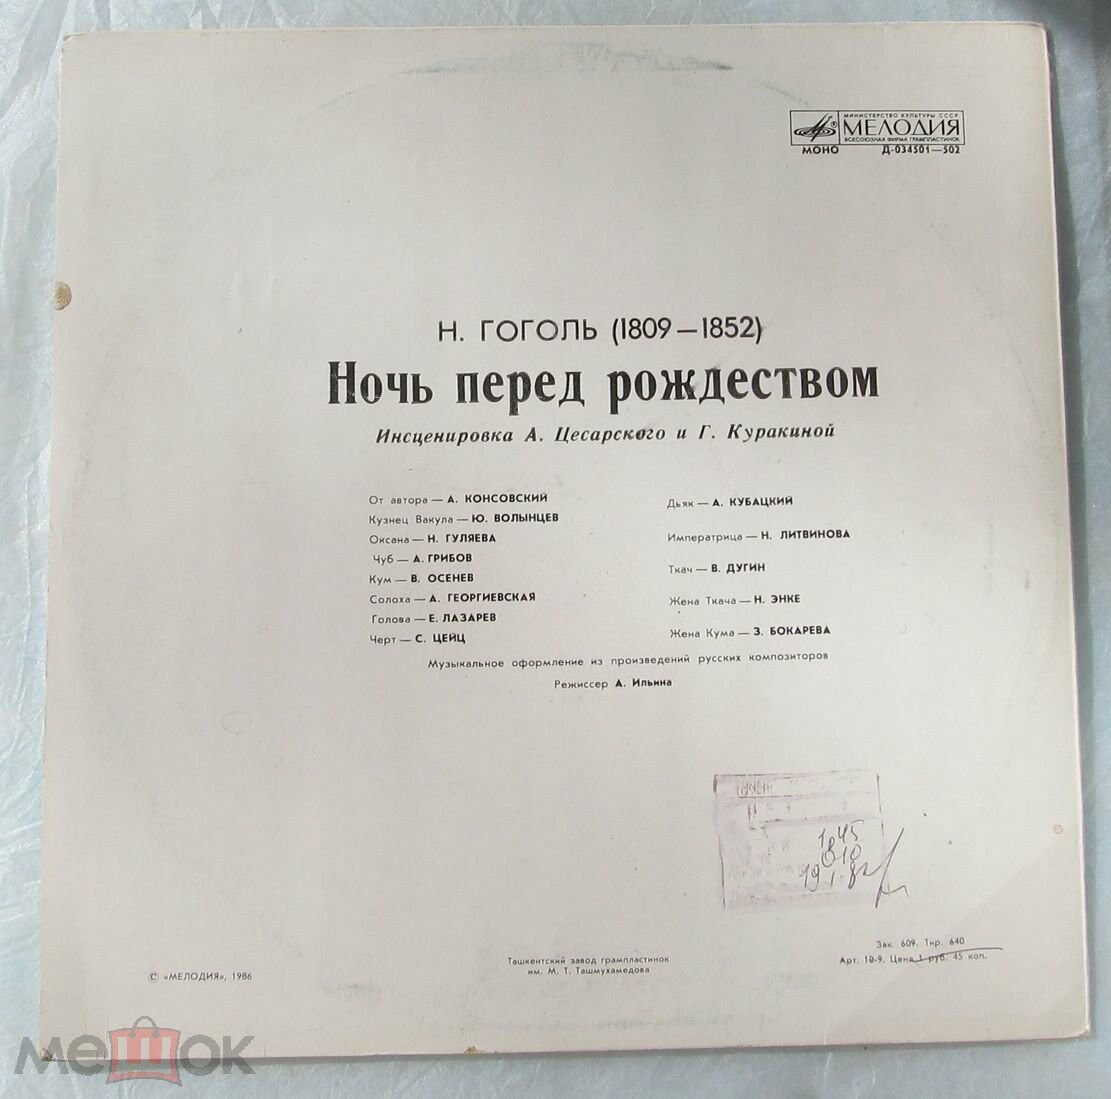 МИНИСТЕРСТВО КУЛЬТУРЫ СССР
МЕЛОДИЯ
ВСЕСОЮЗНАЯ ФИРМА ГРАМПЛАСТИНОК
МОНО Д-034501—502
Н. ГОГОЛЬ (1809—1852)
Ночь перед рождеством
Инсценировка А. Цесарского и Г. Куракиной
От автора — А. КОНСОВСКИЙ
Кузнец Вакула — Ю. ВОЛЫНЦЕВ
Оксана — Н. ГУЛЯЕВА
Чуб — А. ГРИБОВ
Кум — В. ОСЕНЕВ
Солоха — А. ГЕОРГИЕВСКАЯ
Голова — Е. ЛАЗАРЕВ
Черт — С. ЦЕЙЦ
Дьяк — А. КУБАЦКИЙ
Императрица — Н. ЛИТВИНОВА
Ткач — В. ДУГИН
Жена Ткача — Н. ЭНКЕ
Жена Кума — З. БОКАРЕВА
Музыкальное оформление из произведений русских композиторов
Режиссер А. Ильина
1.45
010
Зак. 609. Тир. 640
Арт. 10-9. Цена 1 руб. 45 коп.
Ташкентский завод грампластинок
им. М. Т. Ташмухамедова
© «МЕЛОДИЯ», 1986
мешок